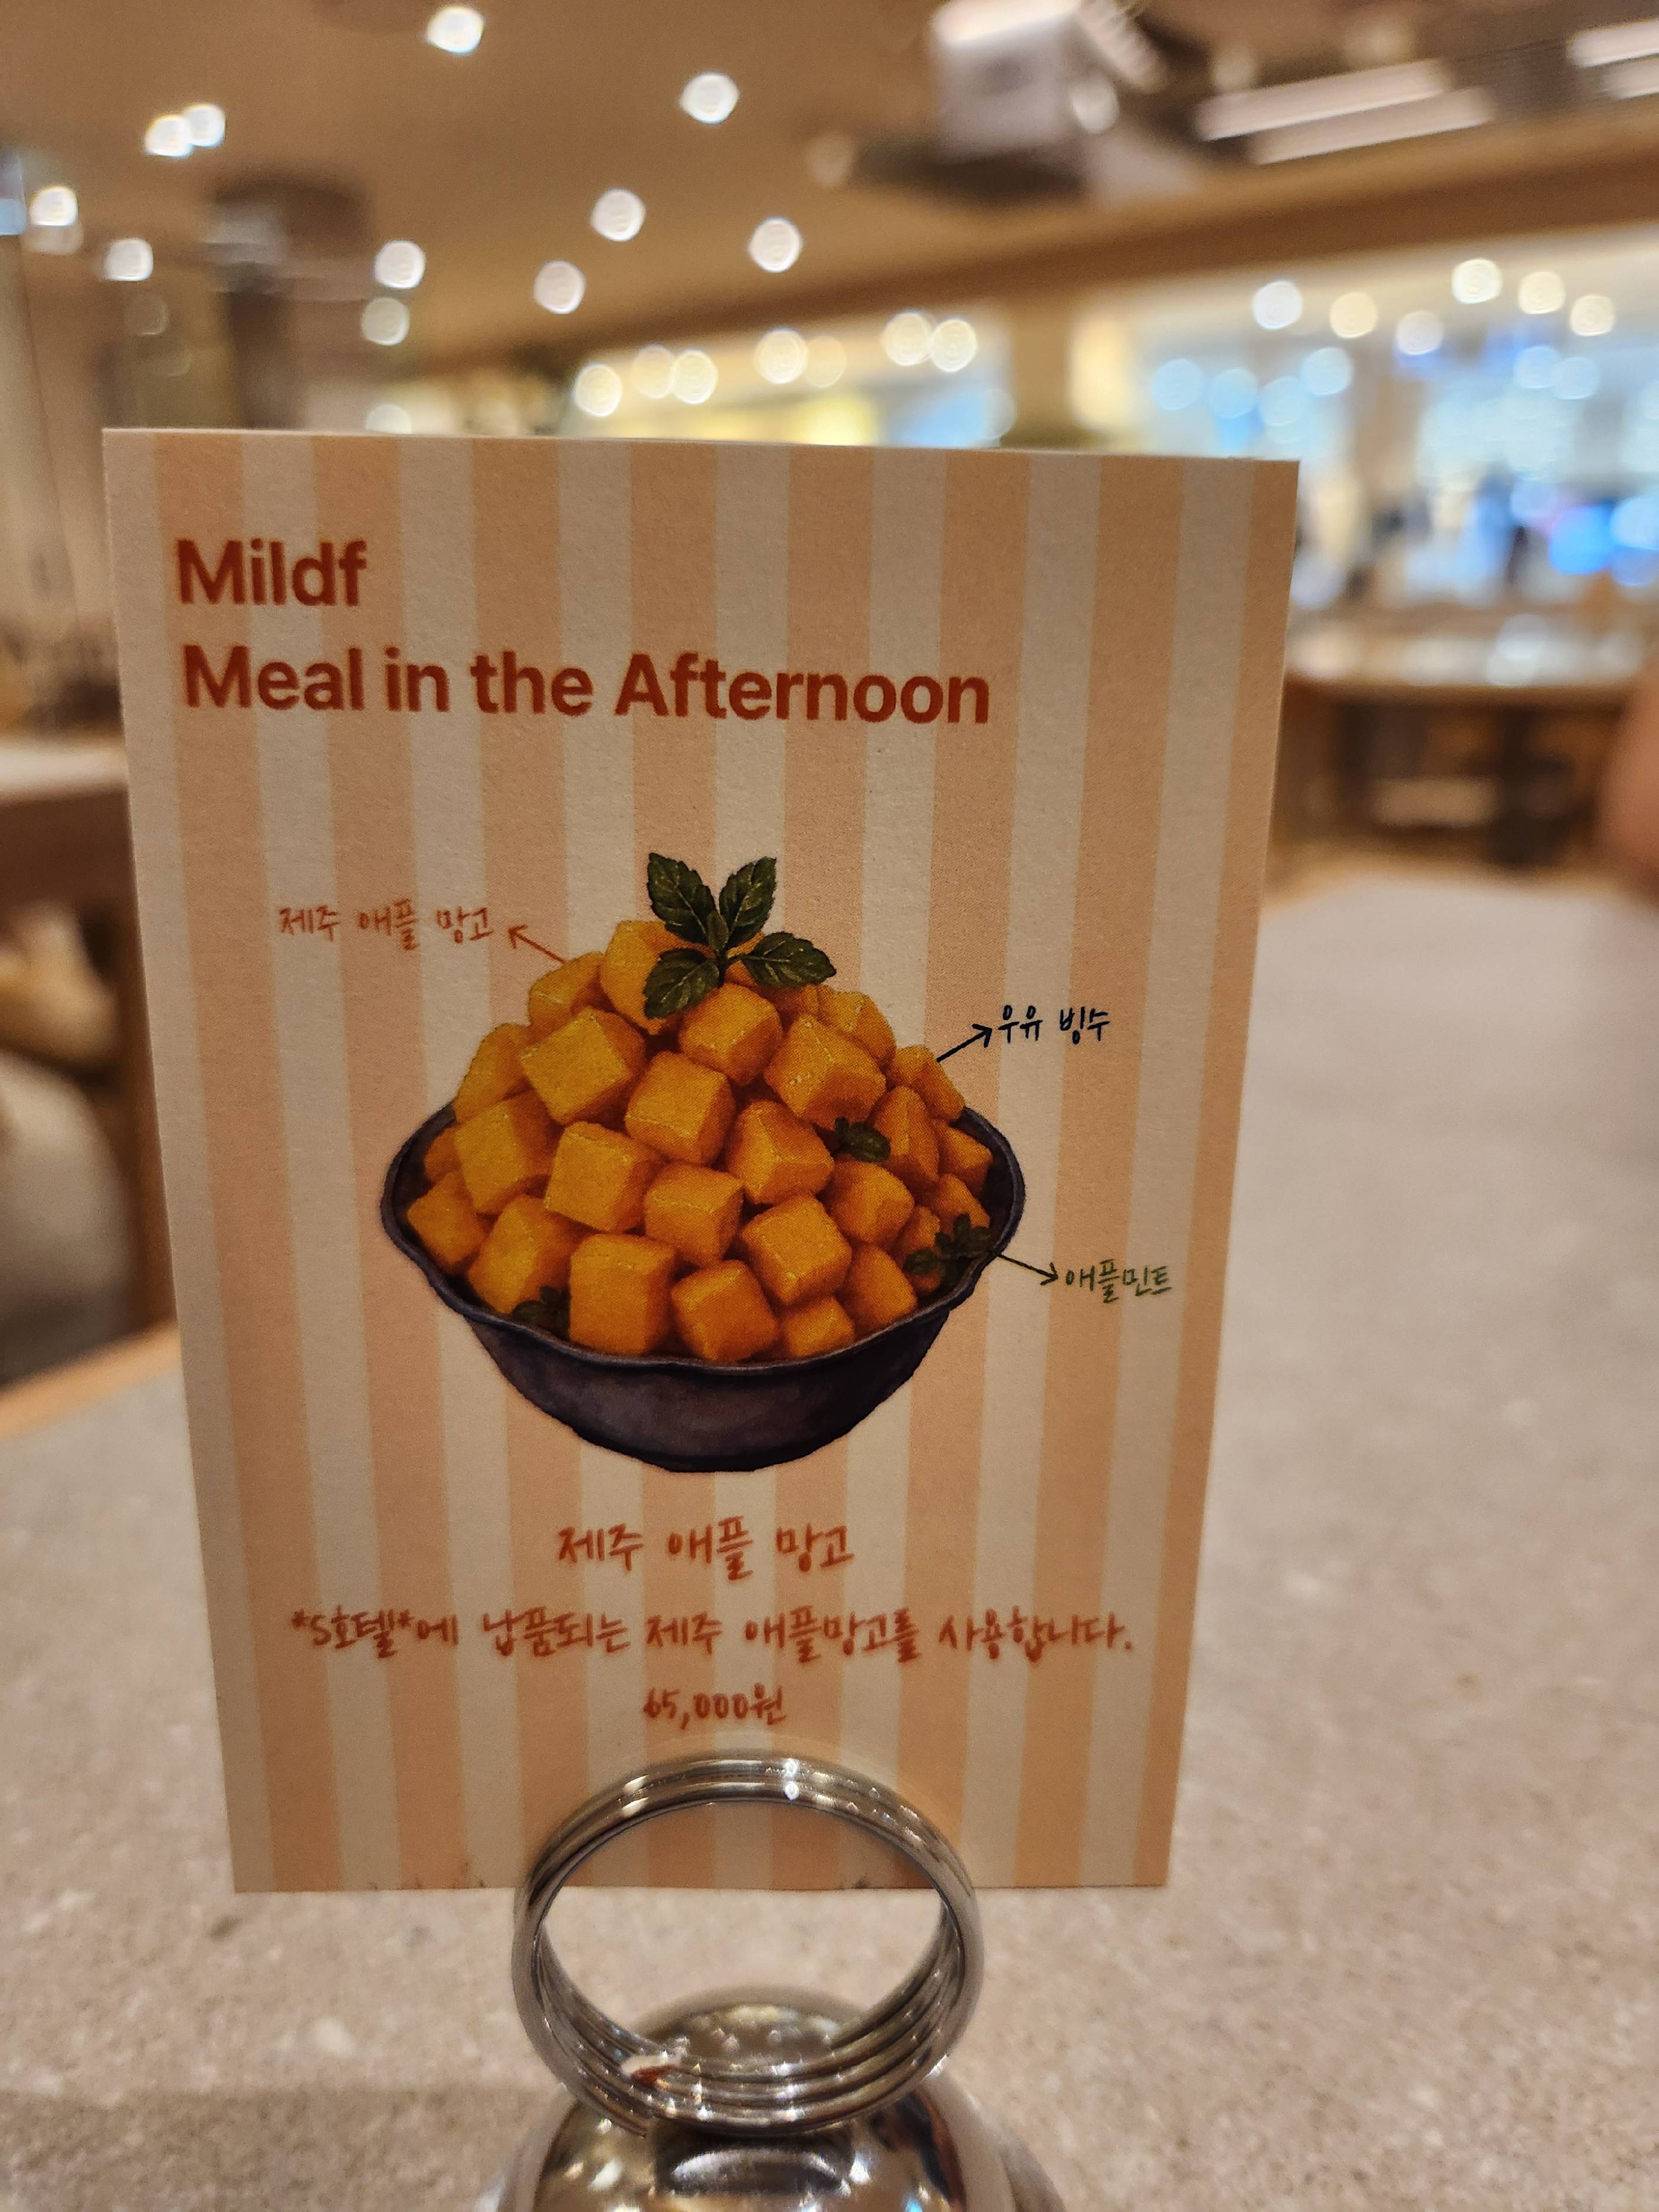 Mildf
Meal in the Afternoon
제주 애플 망고
우유 빙수
애플민트
제주 애플 망고
*S호텔*에 납품되는 제주 애플망고를 사용합니다.
65,000원